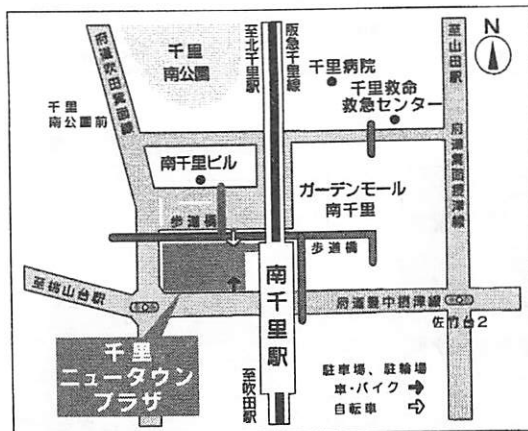 府道吹田箕面線
千里
南公園
至北千里駅
阪急千里線
千里病院
千里救命
救急センター
至山田駅
府道箕面摂津線
N
千里
南公園前
南千里ビル
ガーデンモール
南千里
歩道橋
歩道橋
至桃山台駅
南千里駅
府道豊中摂津線
佐竹台2
千里
ニュータウン
プラザ
至吹田駅
駐車場、駐輪場
車・バイク
自転車